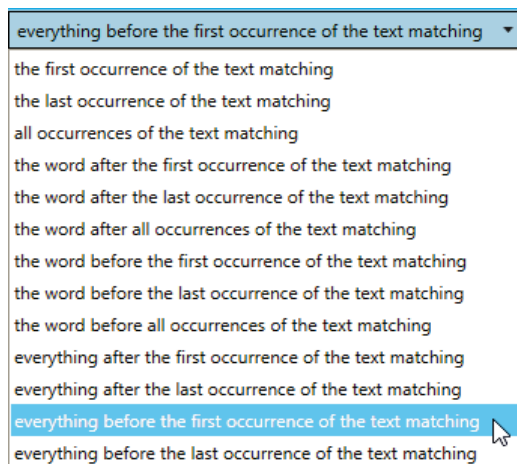 everything before the first occurrence of the text matching
the first occurrence of the text matching
the last occurrence of the text matching
all occurrences of the text matching
the word after the first occurrence of the text matching
the word after the last occurrence of the text matching
the word after all occurrences of the text matching
the word before the first occurrence of the text matching
the word before the last occurrence of the text matching
the word before all occurrences of the text matching
everything after the first occurrence of the text matching
everything after the last occurrence of the text matching
everything before the first occurrence of the text matching
everything before the last occurrence of the text matching